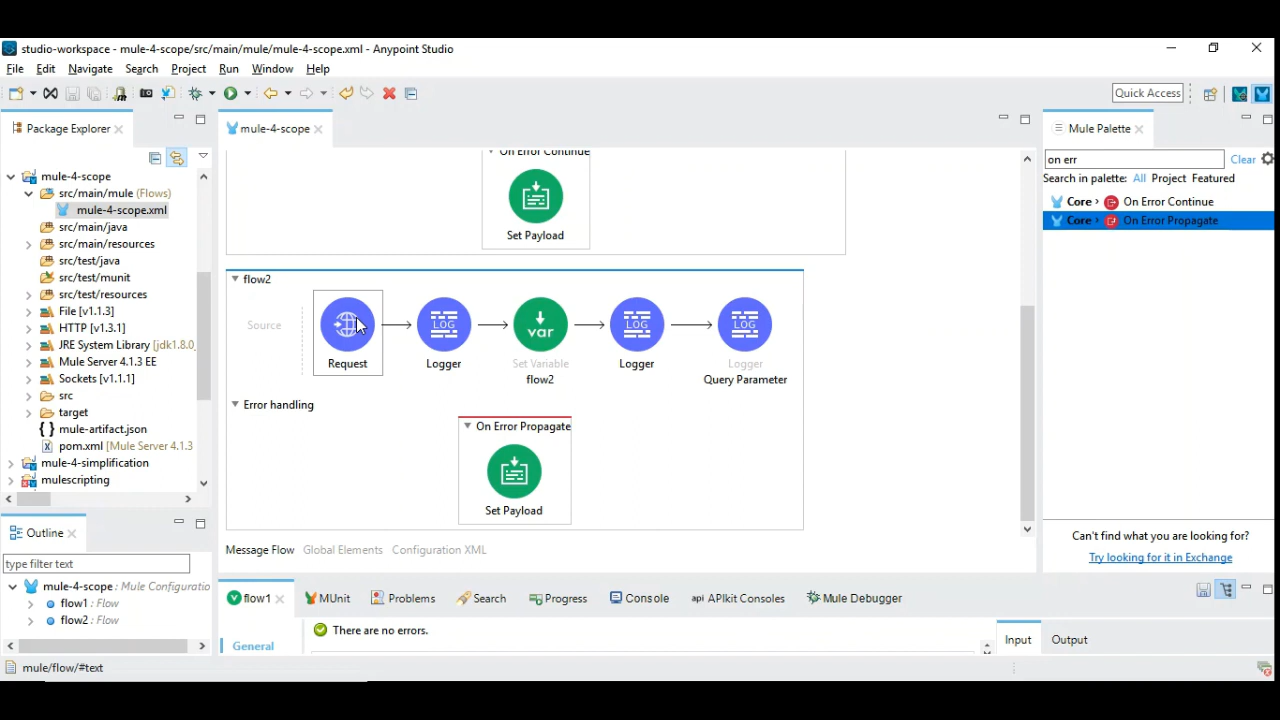 studio-workspace - mule-4-scope/src/main/mule/mule-4-scope.xml - Anypoint Studio
File Edit Navigate Search Project Run Window Help
Quick Access
Package Explorer
mule-4-scope
src/main/mule (Flows)
mule-4-scope.xml
src/main/java
src/main/resources
src/test/java
src/test/munit
src/test/resources
File [v1.1.3]
HTTP [v1.3.1]
JRE System Library [jdk1.8.0
Mule Server 4.1.3 EE
Sockets [v1.1.1]
src
target
mule-artifact.json
pom.xml [Mule Server 4.1.3
mule-4-simplification
mulescripting
Outline
type filter text
mule-4-scope : Mule Configuratio
flow1 : Flow
flow2 : Flow
mule/flow/#text
mule-4-scope
On Error Continue
Set Payload
flow2
Source
LOG
var
LOG
LOG
Request
Logger
Set Variable
flow2
Logger
Logger
Query Parameter
Error handling
On Error Propagate
Set Payload
Message Flow Global Elements Configuration XML
flow1 MUnit Problems Search Progress Console api APIkit Consoles Mule Debugger
There are no errors.
General
Input Output
Mule Palette
on err
Clear
Search in palette: All Project Featured
Core > On Error Continue
Core > On Error Propagate
Can't find what you are looking for?
Try looking for it in Exchange